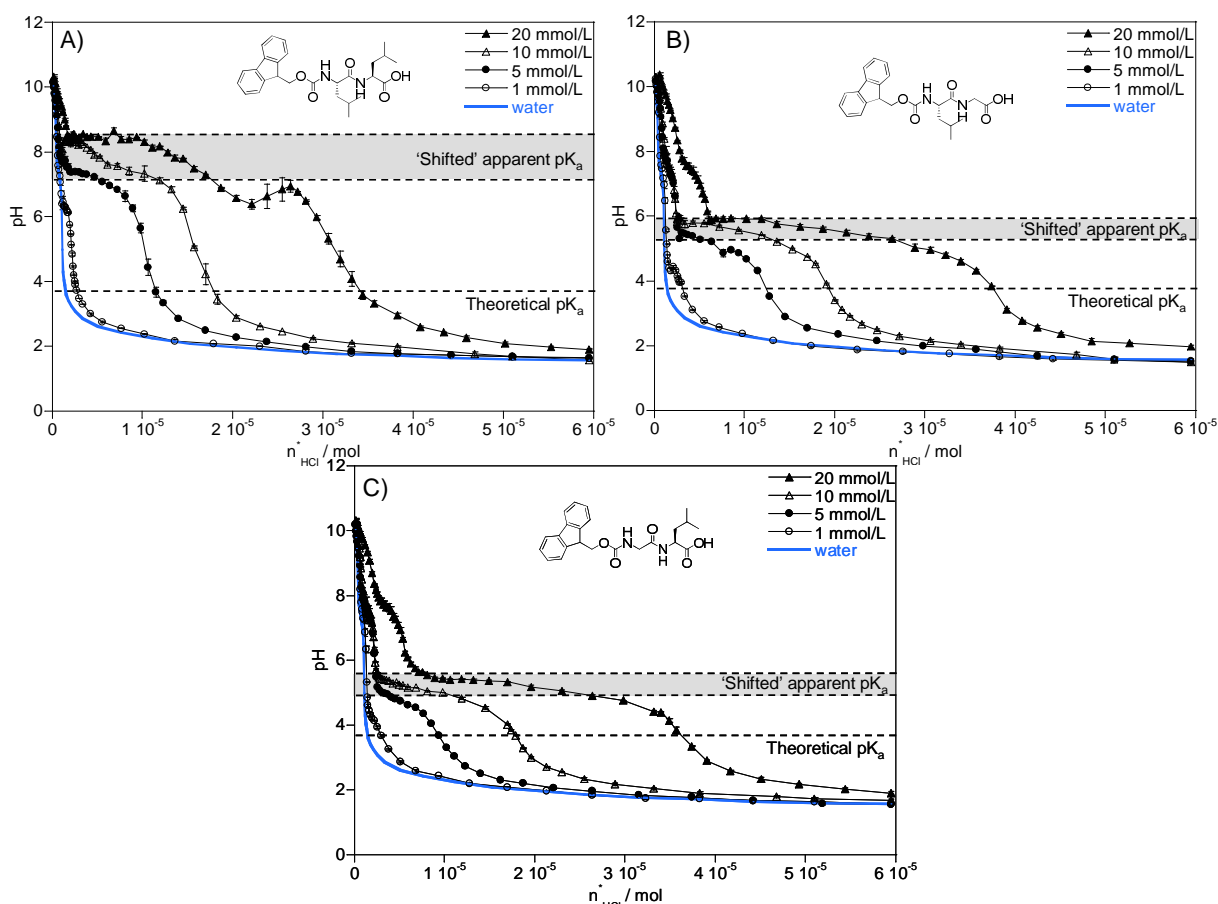 A)
20 mmol/L
10 mmol/L
5 mmol/L
1 mmol/L
water
12
10
8
6
4
2
0
pH
H
N
O
O
O
N
H
O
OH
'Shifted' apparent pKa
Theoretical pKa
0
1 10-5
2 10-5
3 10-5
4 10-5
5 10-5
6 10-5
n*HCl / mol
B)
20 mmol/L
10 mmol/L
5 mmol/L
1 mmol/L
water
12
10
8
6
4
2
0
pH
O
H
N
O
O
N
H
O
OH
'Shifted' apparent pKa
Theoretical pKa
0
1 10-5
2 10-5
3 10-5
4 10-5
5 10-5
6 10-5
n*HCl / mol
C)
20 mmol/L
10 mmol/L
5 mmol/L
1 mmol/L
water
12
10
8
6
4
2
0
pH
O
H
N
O
O
N
H
O
OH
'Shifted' apparent pKa
Theoretical pKa
0
1 10-5
2 10-5
3 10-5
4 10-5
5 10-5
6 10-5
n*HCl / mol